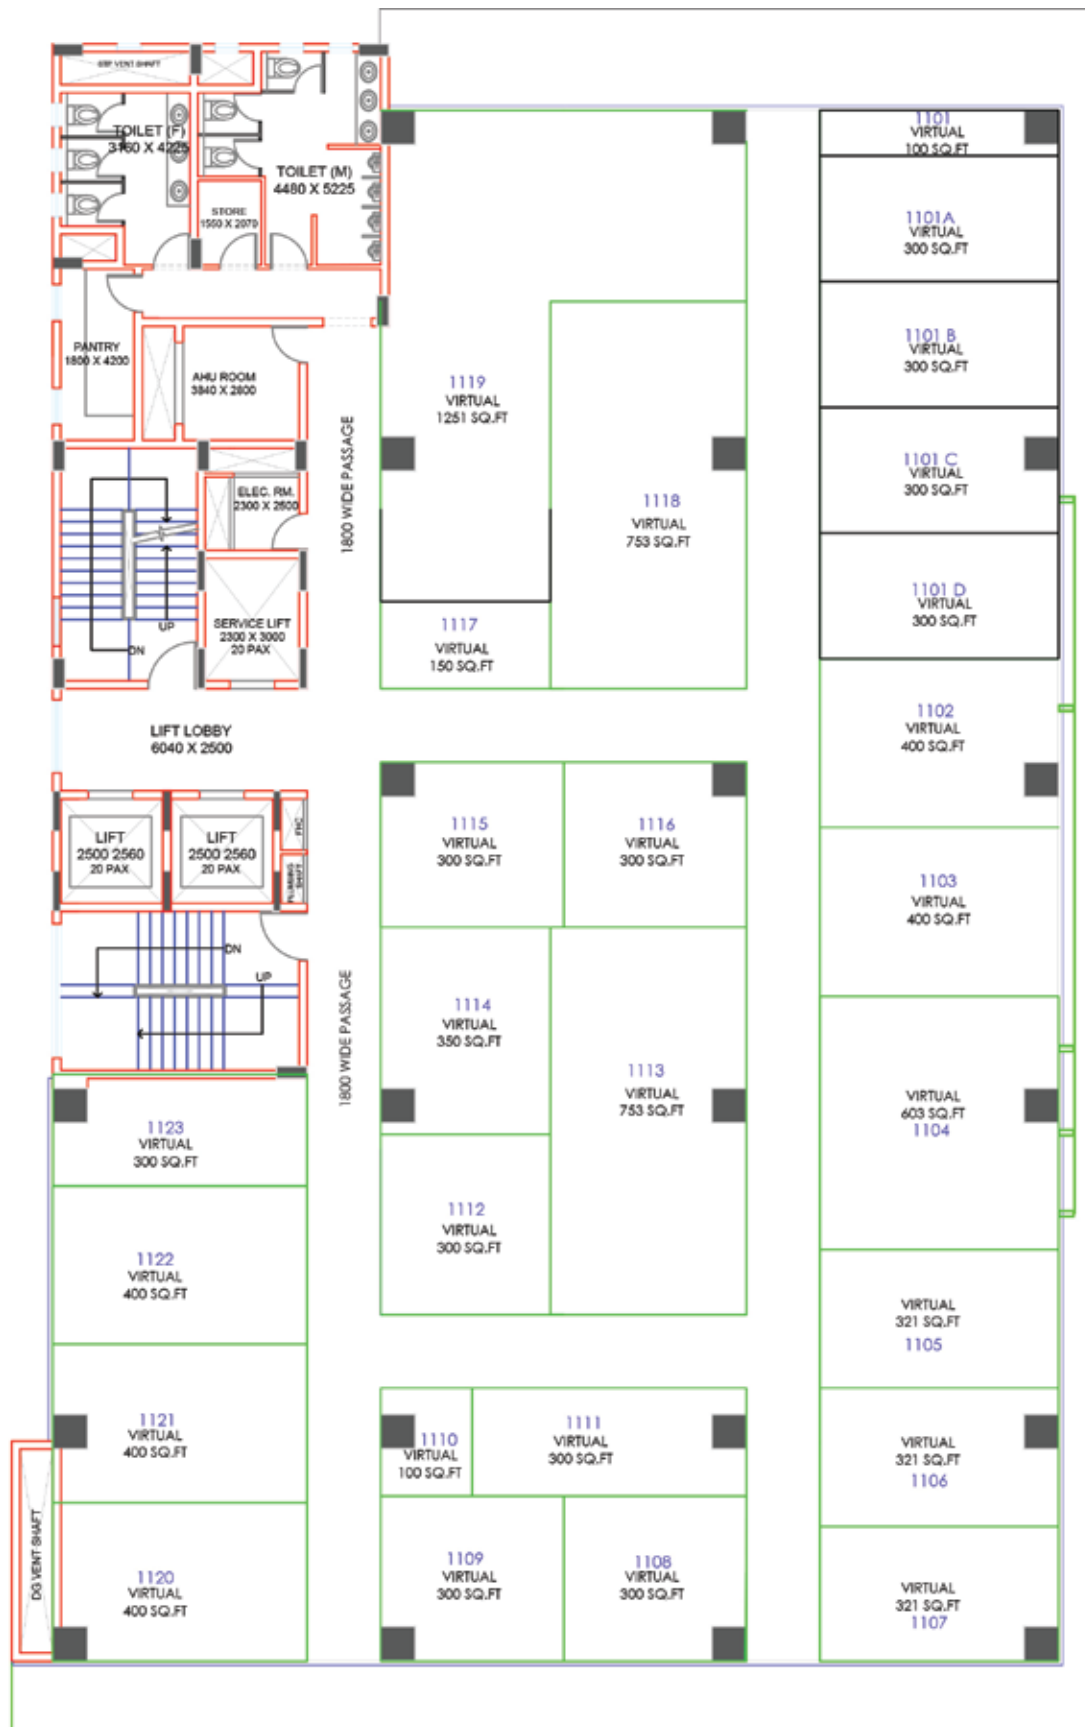 STP VENT SHAFT
TOILET (F)
3160 X 4225
TOILET (M)
4480 X 5225
STORE
1550 X 2070
PANTRY
1800 X 4200
AHU ROOM
3840 X 2800
ELEC. RM.
2300 X 2500
SERVICE LIFT
2300 X 3000
20 PAX
UP
DN
1800 WIDE PASSAGE
LIFT LOBBY
6040 X 2500
LIFT
2500 2560
20 PAX
LIFT
2500 2560
20 PAX
FHC
PLUMBING
SHAFT
DN
UP
1800 WIDE PASSAGE
1119
VIRTUAL
1251 SQ.FT
1118
VIRTUAL
753 SQ.FT
1117
VIRTUAL
150 SQ.FT
1101
VIRTUAL
100 SQ.FT
1101A
VIRTUAL
300 SQ.FT
1101 B
VIRTUAL
300 SQ.FT
1101 C
VIRTUAL
300 SQ.FT
1101 D
VIRTUAL
300 SQ.FT
1102
VIRTUAL
400 SQ.FT
1103
VIRTUAL
400 SQ.FT
VIRTUAL
603 SQ.FT
1104
VIRTUAL
321 SQ.FT
1105
VIRTUAL
321 SQ.FT
1106
VIRTUAL
321 SQ.FT
1107
1115
VIRTUAL
300 SQ.FT
1116
VIRTUAL
300 SQ.FT
1114
VIRTUAL
350 SQ.FT
1113
VIRTUAL
753 SQ.FT
1112
VIRTUAL
300 SQ.FT
1110
VIRTUAL
100 SQ.FT
1111
VIRTUAL
300 SQ.FT
1109
VIRTUAL
300 SQ.FT
1108
VIRTUAL
300 SQ.FT
1123
VIRTUAL
300 SQ.FT
1122
VIRTUAL
400 SQ.FT
1121
VIRTUAL
400 SQ.FT
1120
VIRTUAL
400 SQ.FT
DG VENT SHAFT